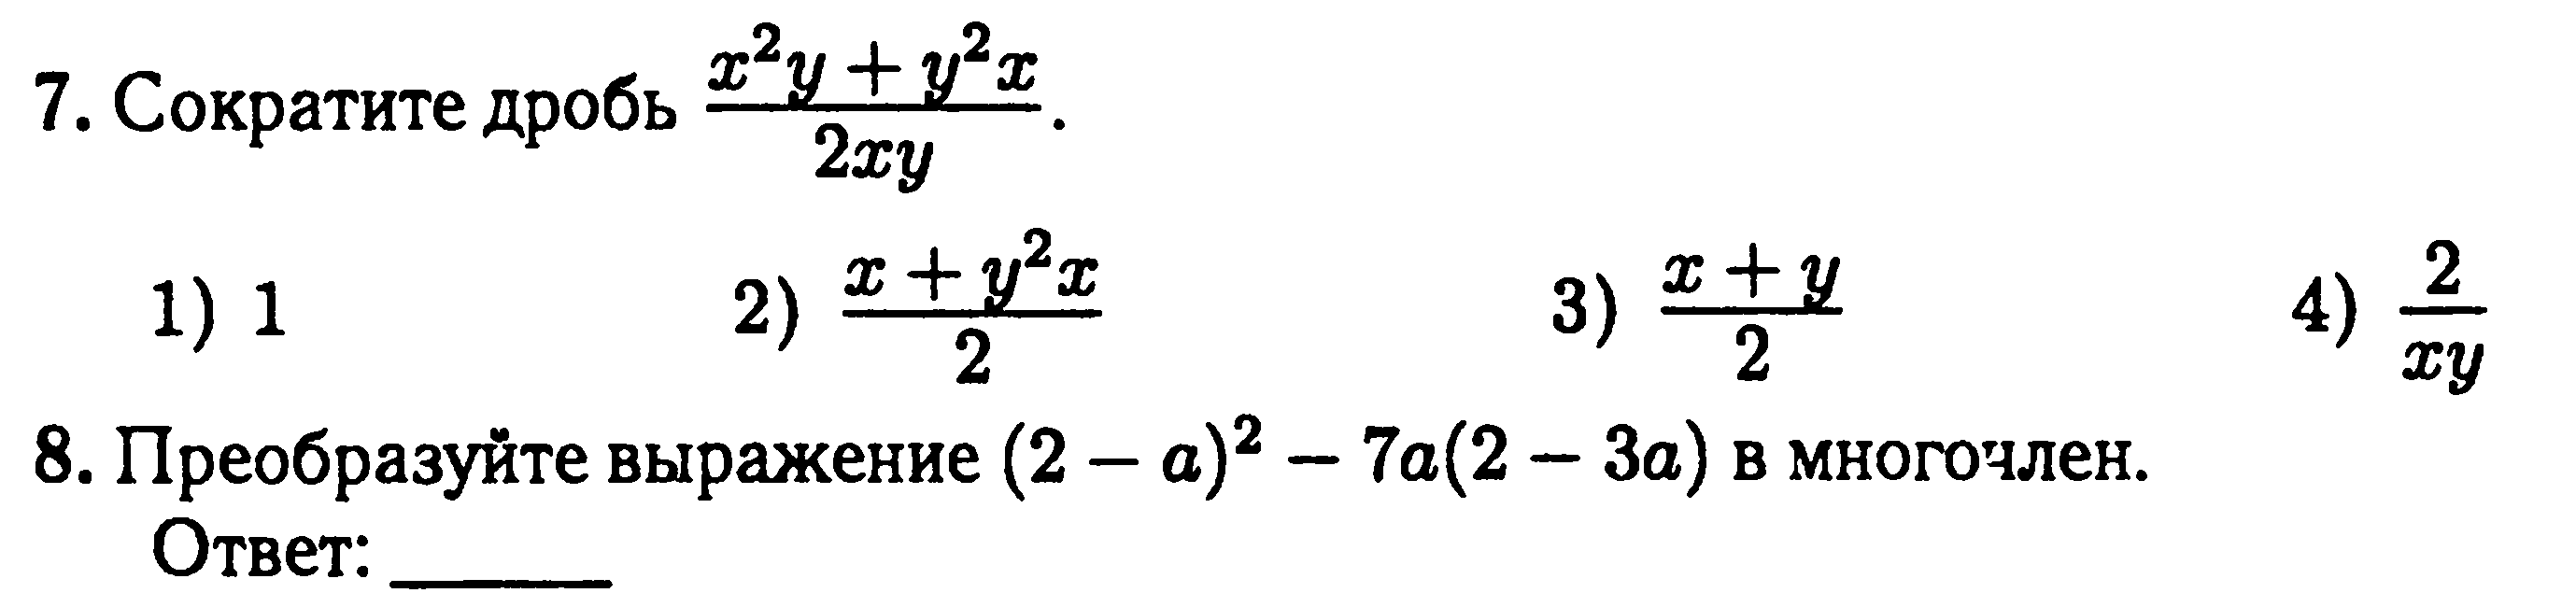 7. Сократите дробь \frac{x^2y + y^2x}{2xy}.
1) 1 2) \frac{x + y^2x}{2} 3) \frac{x + y}{2} 4) \frac{2}{xy}
8. Преобразуйте выражение (2 − a)^2 − 7a(2 − 3a) в многочлен.
Ответ: ______